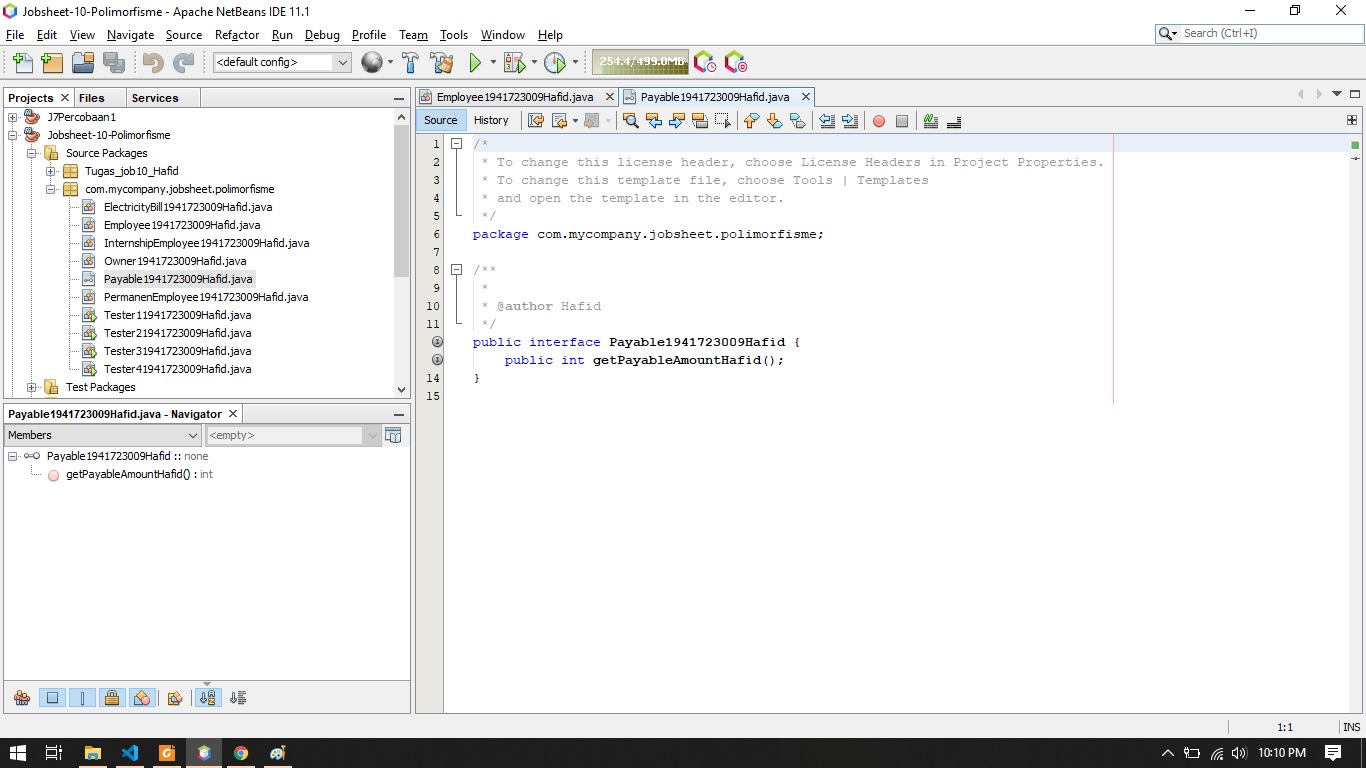 Jobsheet-10-Polimorfisme - Apache NetBeans IDE 11.1
File Edit View Navigate Source Refactor Run Debug Profile Team Tools Window Help
Search (Ctrl+I)
<default config>
254.4/499.0MB
Projects Files Services
J7Percobaan1
Jobsheet-10-Polimorfisme
Source Packages
Tugas_job10_Hafid
com.mycompany.jobsheet.polimorfisme
ElectricityBill1941723009Hafid.java
Employee1941723009Hafid.java
InternshipEmployee1941723009Hafid.java
Owner1941723009Hafid.java
Payable1941723009Hafid.java
PermanenEmployee1941723009Hafid.java
Tester11941723009Hafid.java
Tester21941723009Hafid.java
Tester31941723009Hafid.java
Tester41941723009Hafid.java
Test Packages
Payable1941723009Hafid.java - Navigator
Members <empty>
Payable1941723009Hafid :: none
getPayableAmountHafid() : int
Employee1941723009Hafid.java Payable1941723009Hafid.java
Source History
1 /*
2 * To change this license header, choose License Headers in Project Properties.
3 * To change this template file, choose Tools | Templates
4 * and open the template in the editor.
5 */
6 package com.mycompany.jobsheet.polimorfisme;
7
8 /**
9 *
10 * @author Hafid
11 */
public interface Payable1941723009Hafid {
public int getPayableAmountHafid();
14 }
15
1:1 INS
10:10 PM